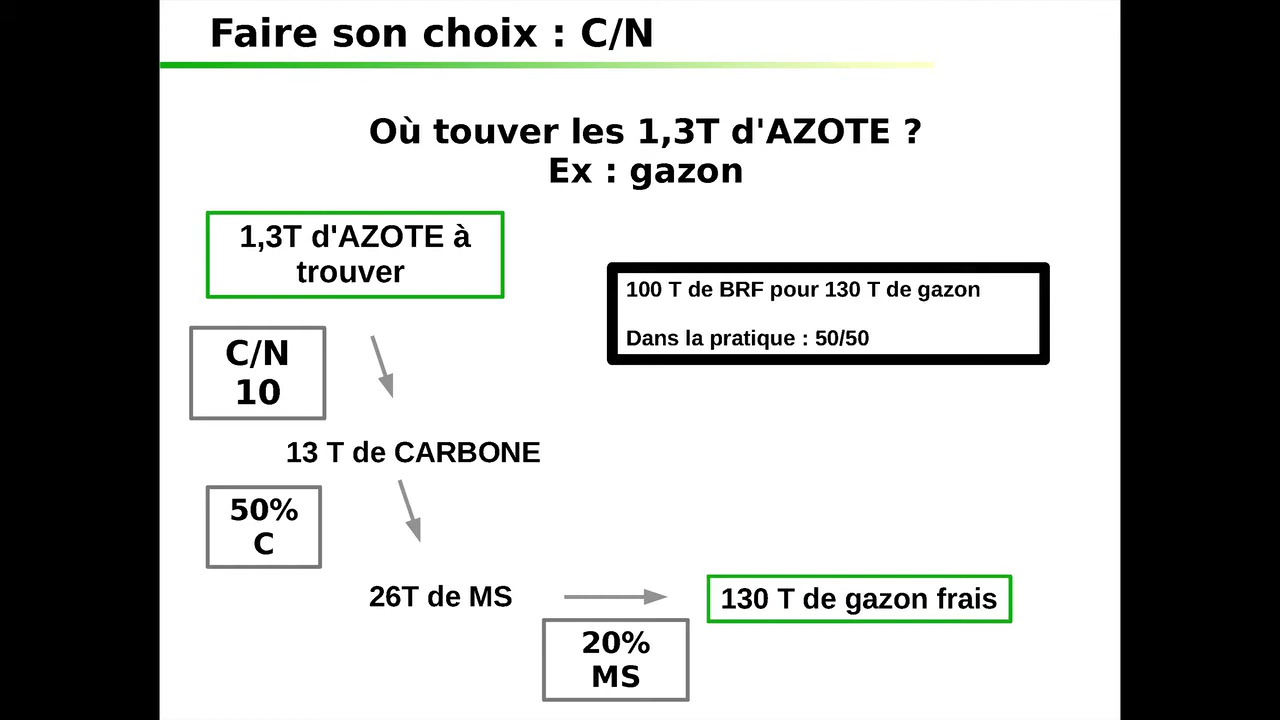 Faire son choix : C/N
Où touver les 1,3T d'AZOTE ?
Ex : gazon
1,3T d'AZOTE à
trouver
100 T de BRF pour 130 T de gazon
Dans la pratique : 50/50
C/N
10
13 T de CARBONE
50%
C
26T de MS
130 T de gazon frais
20%
MS